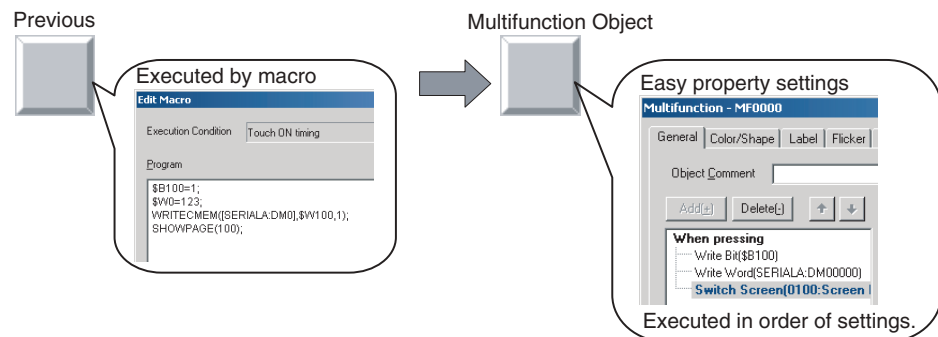 Previous
Multifunction Object
Executed by macro
Edit Macro
Execution Condition
Touch ON timing
Program
$B100=1;
$W0=123;
WRITECMEM([SERIALA:DM0],$W100,1);
SHOWPAGE(100);
Easy property settings
Multifunction - MF0000
General Color/Shape Label Flicker
Object Comment
Add[+] Delete[-]
When pressing
Write Bit($B100)
Write Word(SERIALA:DM00000)
Switch Screen(0100:Screen
Executed in order of settings.